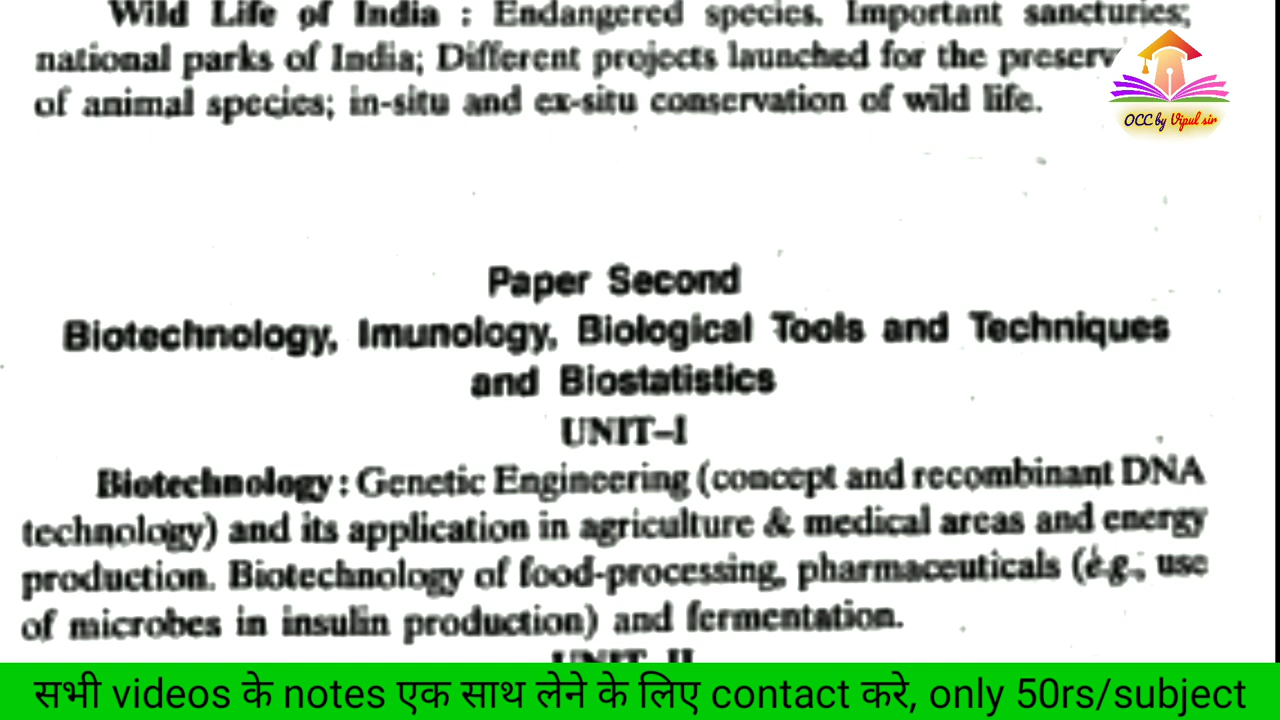 Wild Life of India : Endangered species. Important sancturies;
national parks of India; Different projects launched for the preserv
of animal species; in-situ and ex-situ conservation of wild life.
OCC by Vipul sir
Paper Second
Biotechnology, Imunology, Biological Tools and Techniques
and Biostatistics
UNIT–I
Biotechnology : Genetic Engineering (concept and recombinant DNA
technology) and its application in agriculture & medical areas and energy
production. Biotechnology of food-processing, pharmaceuticals (e.g., use
of microbes in insulin production) and fermentation.
UNIT–II
सभी videos के notes एक साथ लेने के लिए contact करे, only 50rs/subject